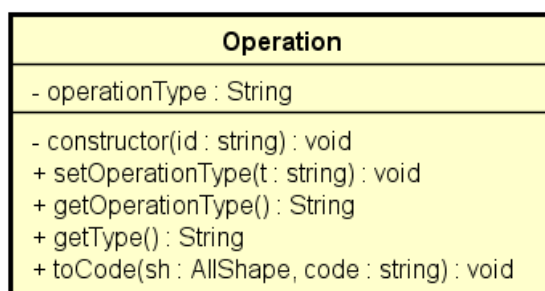 Operation
- operationType : String
- constructor(id : string) : void
+ setOperationType(t : string) : void
+ getOperationType() : String
+ getType() : String
+ toCode(sh : AllShape, code : string) : void